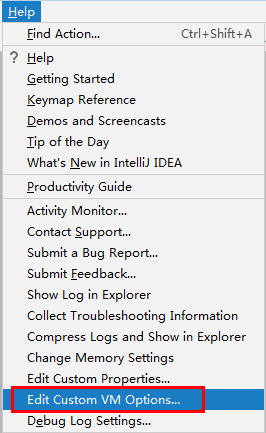 Help
Find Action... Ctrl+Shift+A
? Help
Getting Started
Keymap Reference
Demos and Screencasts
Tip of the Day
What's New in IntelliJ IDEA
Productivity Guide
Activity Monitor...
Contact Support...
Submit a Bug Report...
Submit Feedback...
Show Log in Explorer
Collect Troubleshooting Information
Compress Logs and Show in Explorer
Change Memory Settings
Edit Custom Properties...
Edit Custom VM Options...
Debug Log Settings...